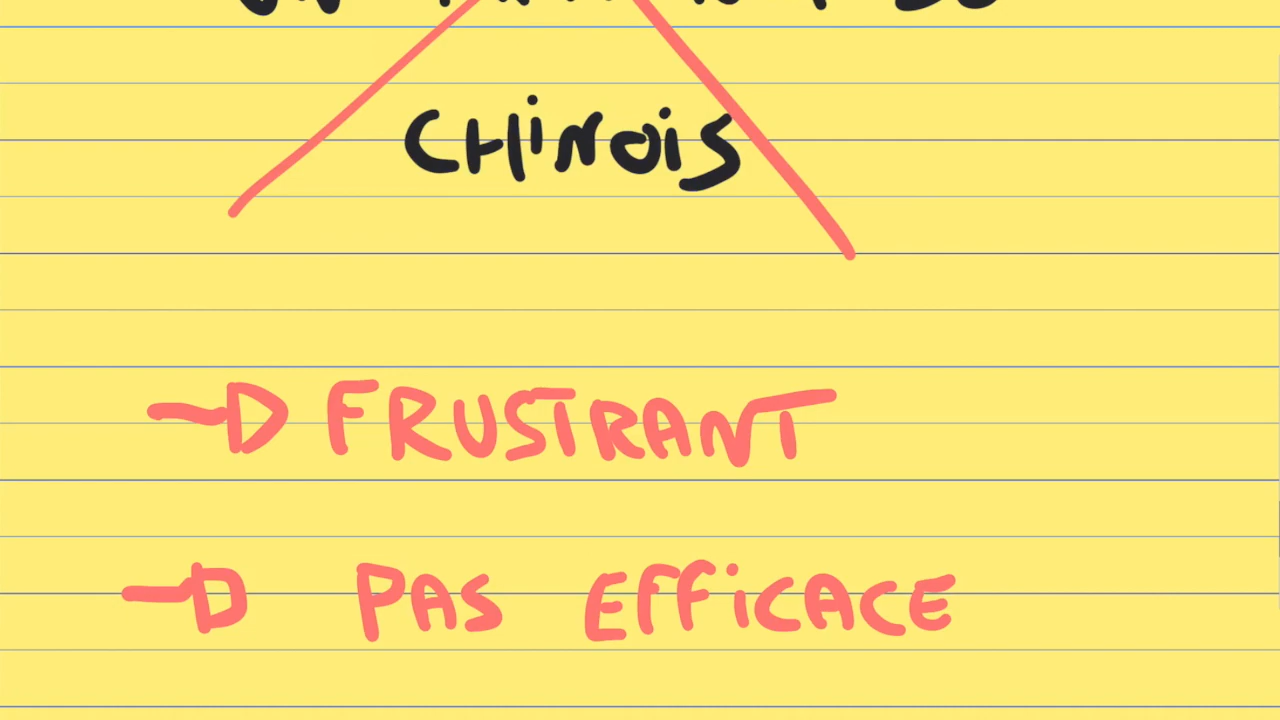 CHiNOiS
→ FRUSTRANT
→ PAS EFFiCACE